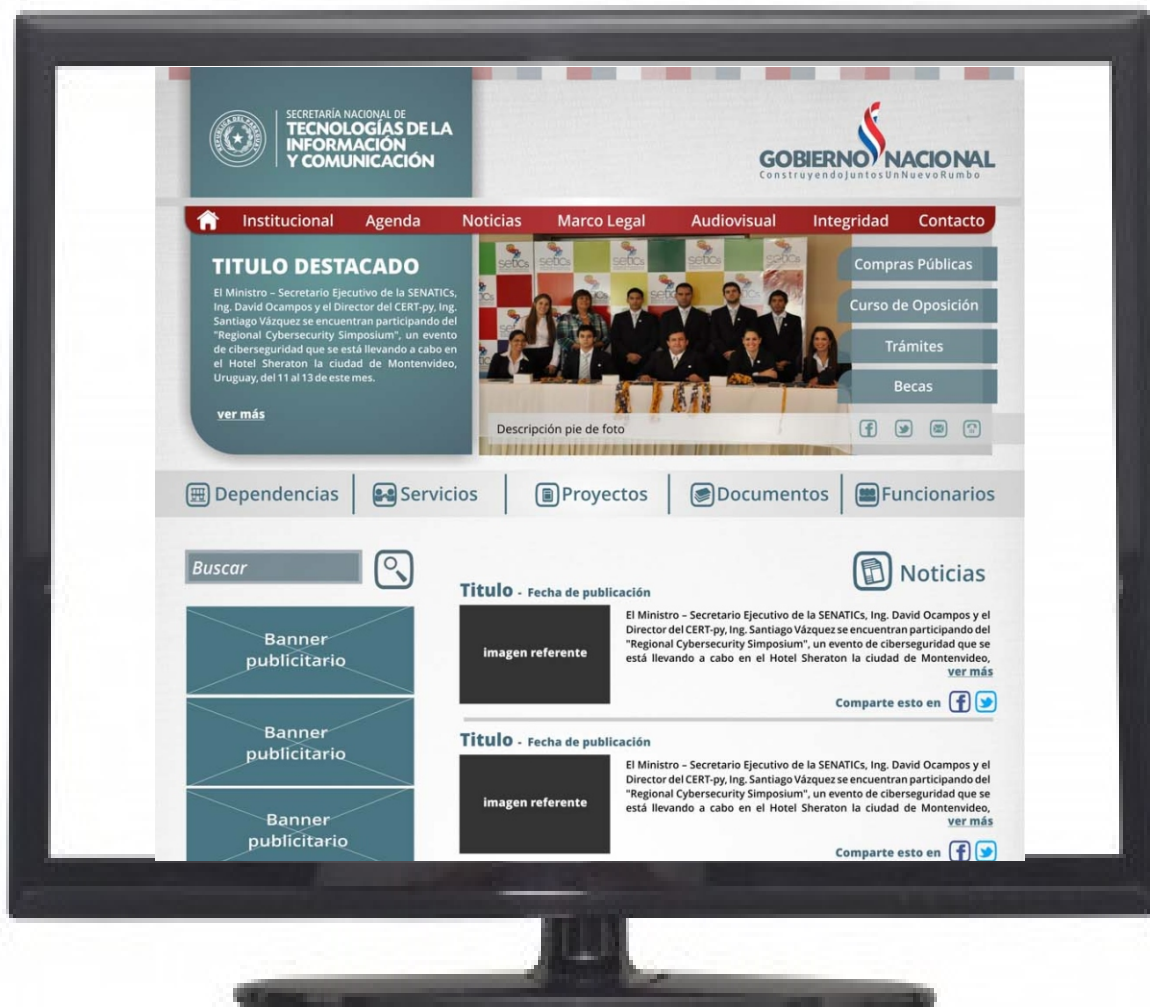 SECRETARÍA NACIONAL DE
TECNOLOGÍAS DE LA
INFORMACIÓN
Y COMUNICACIÓN
GOBIERNO NACIONAL
ConstruyendoJuntosUnNuevoRumbo
Institucional Agenda Noticias Marco Legal Audiovisual Integridad Contacto
TITULO DESTACADO
El Ministro – Secretario Ejecutivo de la SENATICs,
Ing. David Ocampos y el Director del CERT-py, Ing.
Santiago Vázquez se encuentran participando del
"Regional Cybersecurity Simposium", un evento
de ciberseguridad que se está llevando a cabo en
el Hotel Sheraton la ciudad de Montenvideo,
Uruguay, del 11 al 13 de este mes.
ver más
setics setics setics setics
Compras Públicas
Curso de Oposición
Trámites
Becas
Descripción pie de foto
Dependencias Servicios Proyectos Documentos Funcionarios
Buscar
Banner
publicitario
Banner
publicitario
Banner
publicitario
Noticias
Titulo - Fecha de publicación
imagen referente
El Ministro – Secretario Ejecutivo de la SENATICs, Ing. David Ocampos y el
Director del CERT-py, Ing. Santiago Vázquez se encuentran participando del
"Regional Cybersecurity Simposium", un evento de ciberseguridad que se
está llevando a cabo en el Hotel Sheraton la ciudad de Montenvideo,
ver más
Comparte esto en
Titulo - Fecha de publicación
imagen referente
El Ministro – Secretario Ejecutivo de la SENATICs, Ing. David Ocampos y el
Director del CERT-py, Ing. Santiago Vázquez se encuentran participando del
"Regional Cybersecurity Simposium", un evento de ciberseguridad que se
está llevando a cabo en el Hotel Sheraton la ciudad de Montenvideo,
ver más
Comparte esto en